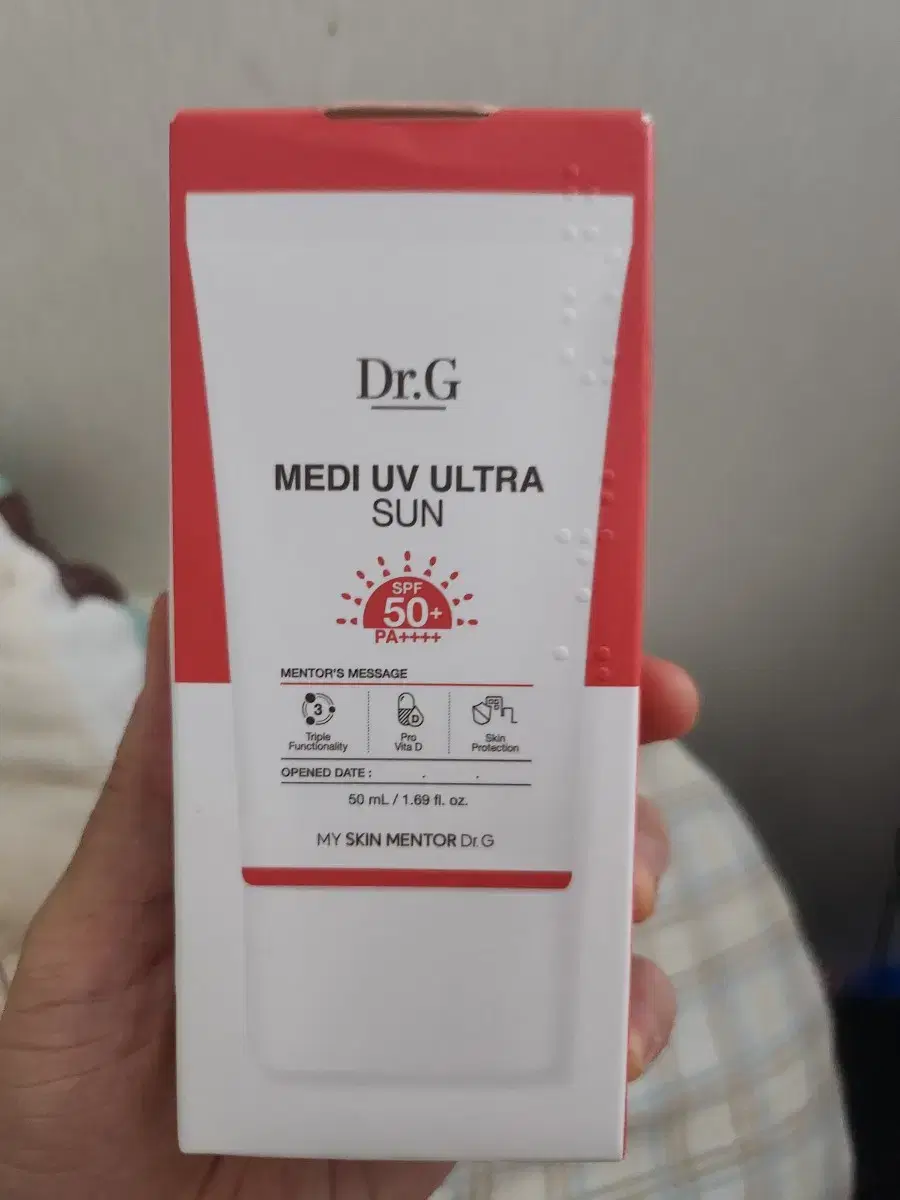 Dr.G
MEDI UV ULTRA
SUN
SPF
50+
PA++++
MENTOR'S MESSAGE
3
Triple
Functionality
D
Pro
Vita D
Skin
Protection
OPENED DATE : . .
50 mL / 1.69 fl. oz.
MY SKIN MENTOR Dr.G